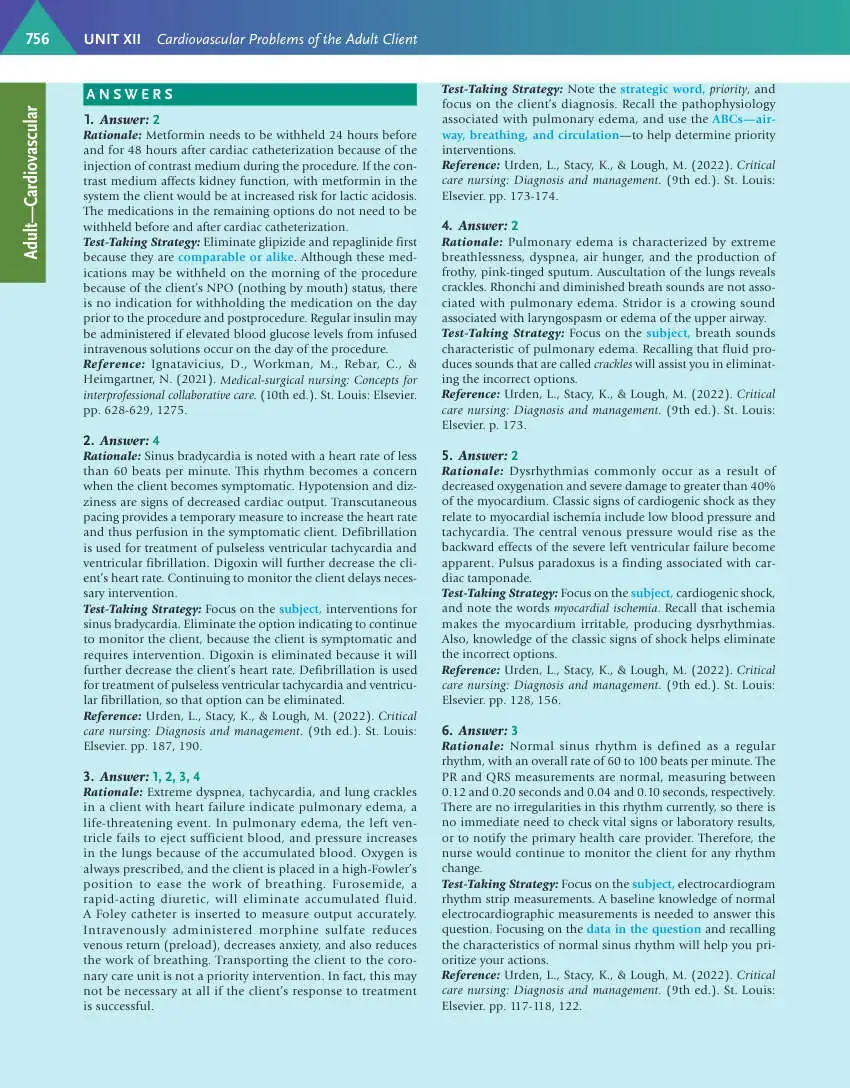 756 UNIT XII Cardiovascular Problems of the Adult Client
Adult—Cardiovascular
ANSWERS
1. Answer: 2
Rationale: Metformin needs to be withheld 24 hours before
and for 48 hours after cardiac catheterization because of the
injection of contrast medium during the procedure. If the con-
trast medium affects kidney function, with metformin in the
system the client would be at increased risk for lactic acidosis.
The medications in the remaining options do not need to be
withheld before and after cardiac catheterization.
Test-Taking Strategy: Eliminate glipizide and repaglinide first
because they are comparable or alike. Although these med-
ications may be withheld on the morning of the procedure
because of the client's NPO (nothing by mouth) status, there
is no indication for withholding the medication on the day
prior to the procedure and postprocedure. Regular insulin may
be administered if elevated blood glucose levels from infused
intravenous solutions occur on the day of the procedure.
Reference: Ignatavicius, D., Workman, M., Rebar, C., &
Heimgartner, N. (2021). Medical-surgical nursing: Concepts for
interprofessional collaborative care. (10th ed.). St. Louis: Elsevier.
pp. 628-629, 1275.
2. Answer: 4
Rationale: Sinus bradycardia is noted with a heart rate of less
than 60 beats per minute. This rhythm becomes a concern
when the client becomes symptomatic. Hypotension and diz-
ziness are signs of decreased cardiac output. Transcutaneous
pacing provides a temporary measure to increase the heart rate
and thus perfusion in the symptomatic client. Defibrillation
is used for treatment of pulseless ventricular tachycardia and
ventricular fibrillation. Digoxin will further decrease the cli-
ent's heart rate. Continuing to monitor the client delays neces-
sary intervention.
Test-Taking Strategy: Focus on the subject, interventions for
sinus bradycardia. Eliminate the option indicating to continue
to monitor the client, because the client is symptomatic and
requires intervention. Digoxin is eliminated because it will
further decrease the client's heart rate. Defibrillation is used
for treatment of pulseless ventricular tachycardia and ventricu-
lar fibrillation, so that option can be eliminated.
Reference: Urden, L., Stacy, K., & Lough, M. (2022). Critical
care nursing: Diagnosis and management. (9th ed.). St. Louis:
Elsevier. pp. 187, 190.
3. Answer: 1, 2, 3, 4
Rationale: Extreme dyspnea, tachycardia, and lung crackles
in a client with heart failure indicate pulmonary edema, a
life-threatening event. In pulmonary edema, the left ven-
tricle fails to eject sufficient blood, and pressure increases
in the lungs because of the accumulated blood. Oxygen is
always prescribed, and the client is placed in a high-Fowler's
position to ease the work of breathing. Furosemide, a
rapid-acting diuretic, will eliminate accumulated fluid.
A Foley catheter is inserted to measure output accurately.
Intravenously administered morphine sulfate reduces
venous return (preload), decreases anxiety, and also reduces
the work of breathing. Transporting the client to the coro-
nary care unit is not a priority intervention. In fact, this may
not be necessary at all if the client's response to treatment
is successful.
Test-Taking Strategy: Note the strategic word, priority, and
focus on the client's diagnosis. Recall the pathophysiology
associated with pulmonary edema, and use the ABCs—air-
way, breathing, and circulation—to help determine priority
interventions.
Reference: Urden, L., Stacy, K., & Lough, M. (2022). Critical
care nursing: Diagnosis and management. (9th ed.). St. Louis:
Elsevier. pp. 173-174.
4. Answer: 2
Rationale: Pulmonary edema is characterized by extreme
breathlessness, dyspnea, air hunger, and the production of
frothy, pink-tinged sputum. Auscultation of the lungs reveals
crackles. Rhonchi and diminished breath sounds are not asso-
ciated with pulmonary edema. Stridor is a crowing sound
associated with laryngospasm or edema of the upper airway.
Test-Taking Strategy: Focus on the subject, breath sounds
characteristic of pulmonary edema. Recalling that fluid pro-
duces sounds that are called crackles will assist you in eliminat-
ing the incorrect options.
Reference: Urden, L., Stacy, K., & Lough, M. (2022). Critical
care nursing: Diagnosis and management. (9th ed.). St. Louis:
Elsevier. p. 173.
5. Answer: 2
Rationale: Dysrhythmias commonly occur as a result of
decreased oxygenation and severe damage to greater than 40%
of the myocardium. Classic signs of cardiogenic shock as they
relate to myocardial ischemia include low blood pressure and
tachycardia. The central venous pressure would rise as the
backward effects of the severe left ventricular failure become
apparent. Pulsus paradoxus is a finding associated with car-
diac tamponade.
Test-Taking Strategy: Focus on the subject, cardiogenic shock,
and note the words myocardial ischemia. Recall that ischemia
makes the myocardium irritable, producing dysrhythmias.
Also, knowledge of the classic signs of shock helps eliminate
the incorrect options.
Reference: Urden, L., Stacy, K., & Lough, M. (2022). Critical
care nursing: Diagnosis and management. (9th ed.). St. Louis:
Elsevier. pp. 128, 156.
6. Answer: 3
Rationale: Normal sinus rhythm is defined as a regular
rhythm, with an overall rate of 60 to 100 beats per minute. The
PR and QRS measurements are normal, measuring between
0.12 and 0.20 seconds and 0.04 and 0.10 seconds, respectively.
There are no irregularities in this rhythm currently, so there is
no immediate need to check vital signs or laboratory results,
or to notify the primary health care provider. Therefore, the
nurse would continue to monitor the client for any rhythm
change.
Test-Taking Strategy: Focus on the subject, electrocardiogram
rhythm strip measurements. A baseline knowledge of normal
electrocardiographic measurements is needed to answer this
question. Focusing on the data in the question and recalling
the characteristics of normal sinus rhythm will help you pri-
oritize your actions.
Reference: Urden, L., Stacy, K., & Lough, M. (2022). Critical
care nursing: Diagnosis and management. (9th ed.). St. Louis:
Elsevier. pp. 117-118, 122.